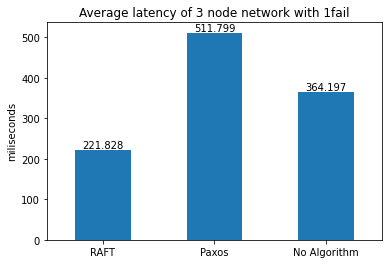 Average latency of 3 node network with 1fail
miliseconds
500
400
300
200
100
0
221.828
511.799
364.197
RAFT
Paxos
No Algorithm